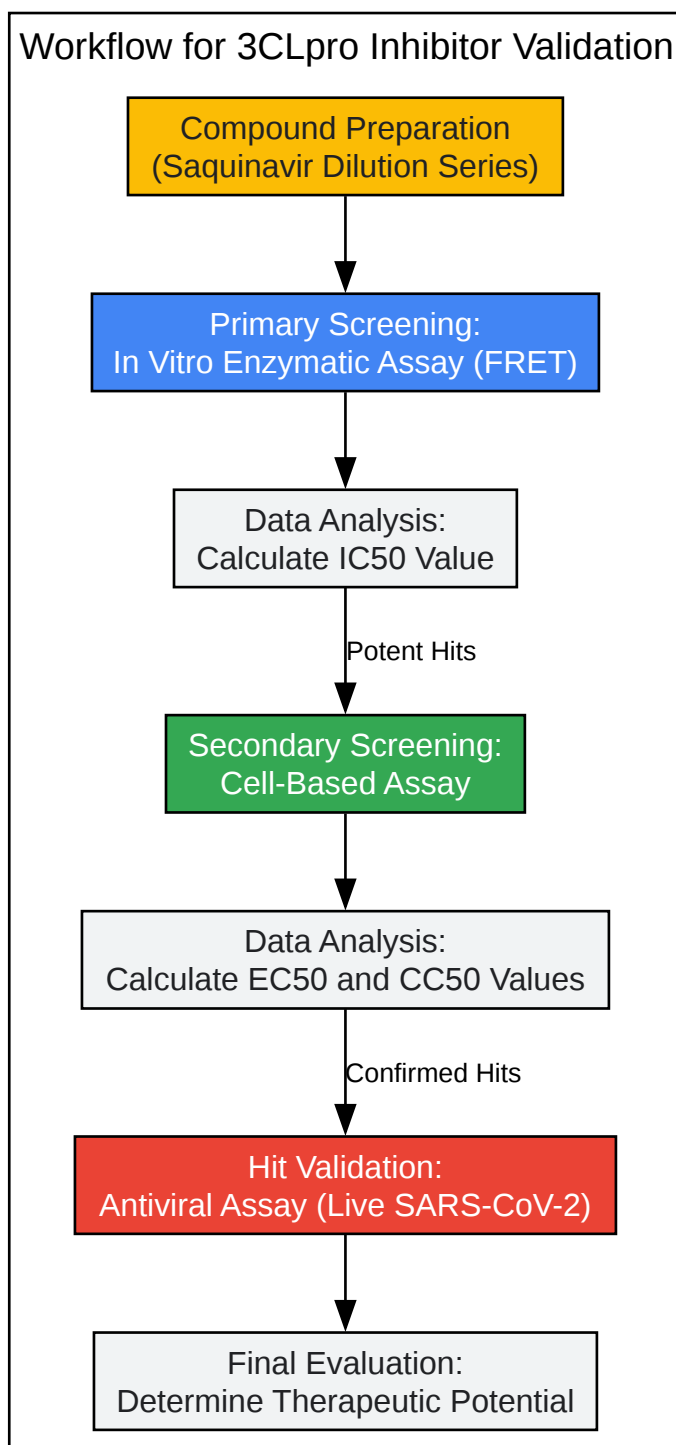 Workflow for 3CLpro Inhibitor Validation
Compound Preparation
(Saquinavir Dilution Series)
Primary Screening:
In Vitro Enzymatic Assay (FRET)
Data Analysis:
Calculate IC50 Value
Potent Hits
Secondary Screening:
Cell-Based Assay
Data Analysis:
Calculate EC50 and CC50 Values
Confirmed Hits
Hit Validation:
Antiviral Assay (Live SARS-CoV-2)
Final Evaluation:
Determine Therapeutic Potential